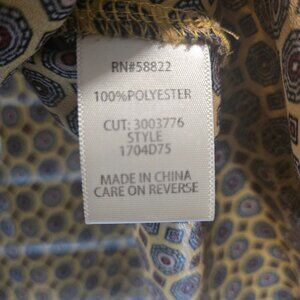 RN#58822
100%POLYESTER
CUT: 3003776
STYLE
1704D75
MADE IN CHINA
CARE ON REVERSE